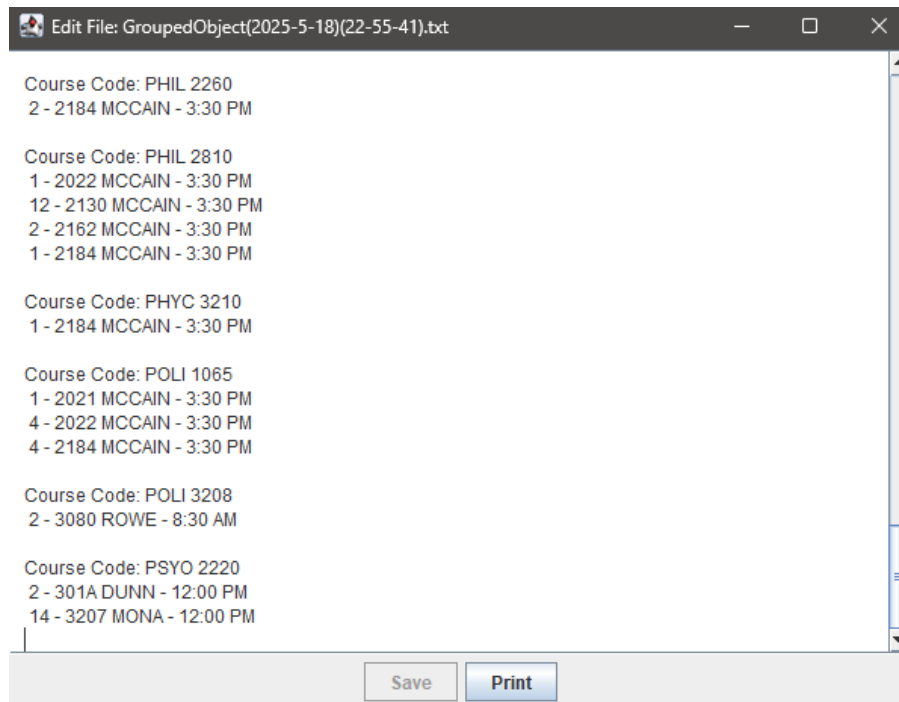 Edit File: GroupedObject(2025-5-18)(22-55-41).txt
Course Code: PHIL 2260
2 - 2184 MCCAIN - 3:30 PM
Course Code: PHIL 2810
1 - 2022 MCCAIN - 3:30 PM
12 - 2130 MCCAIN - 3:30 PM
2 - 2162 MCCAIN - 3:30 PM
1 - 2184 MCCAIN - 3:30 PM
Course Code: PHYC 3210
1 - 2184 MCCAIN - 3:30 PM
Course Code: POLI 1065
1 - 2021 MCCAIN - 3:30 PM
4 - 2022 MCCAIN - 3:30 PM
4 - 2184 MCCAIN - 3:30 PM
Course Code: POLI 3208
2 - 3080 ROWE - 8:30 AM
Course Code: PSYO 2220
2 - 301A DUNN - 12:00 PM
14 - 3207 MONA - 12:00 PM
Save Print